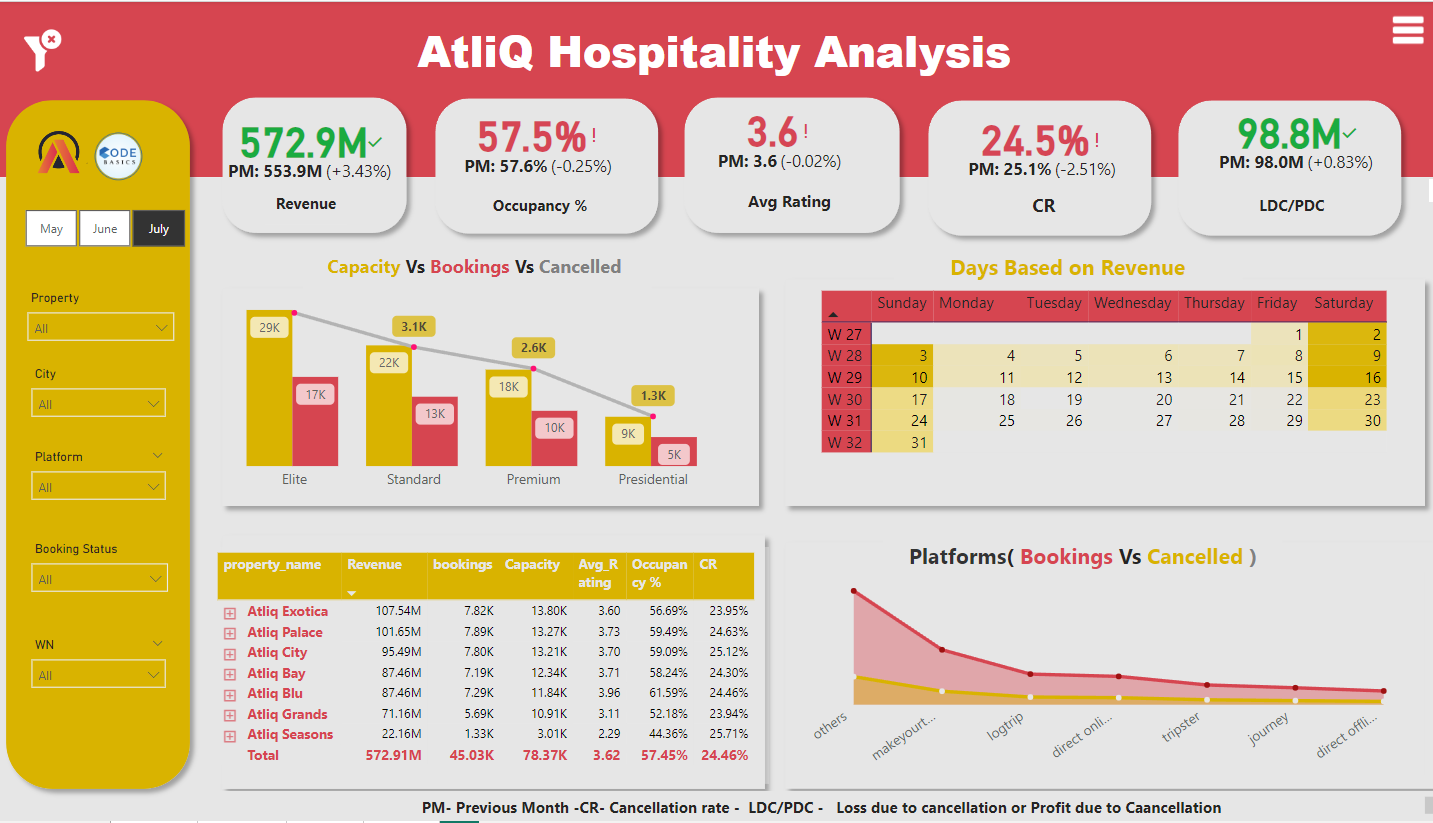 AtliQ Hospitality Analysis
CODE
BASICS
May June July
Property
All
City
All
Platform
All
Booking Status
All
WN
All
572.9M
PM: 553.9M (+3.43%)
Revenue
57.5%!
PM: 57.6% (-0.25%)
Occupancy %
3.6!
PM: 3.6 (-0.02%)
Avg Rating
24.5%!
PM: 25.1% (-2.51%)
CR
98.8M
PM: 98.0M (+0.83%)
LDC/PDC
Capacity Vs Bookings Vs Cancelled
29K 17K
22K 13K 3.1K
18K 10K 2.6K
9K 5K 1.3K
Elite Standard Premium Presidential
Days Based on Revenue
Sunday Monday Tuesday Wednesday Thursday Friday Saturday
W 27 1 2
W 28 3 4 5 6 7 8 9
W 29 10 11 12 13 14 15 16
W 30 17 18 19 20 21 22 23
W 31 24 25 26 27 28 29 30
W 32 31
property_name Revenue bookings Capacity Avg_R Occupan CR
ating cy %
Atliq Exotica 107.54M 7.82K 13.80K 3.60 56.69% 23.95%
Atliq Palace 101.65M 7.89K 13.27K 3.73 59.49% 24.63%
Atliq City 95.49M 7.80K 13.21K 3.70 59.09% 25.12%
Atliq Bay 87.46M 7.19K 12.34K 3.71 58.24% 24.30%
Atliq Blu 87.46M 7.29K 11.84K 3.96 61.59% 24.46%
Atliq Grands 71.16M 5.69K 10.91K 3.11 52.18% 23.94%
Atliq Seasons 22.16M 1.33K 3.01K 2.29 44.36% 25.71%
Total 572.91M 45.03K 78.37K 3.62 57.45% 24.46%
Platforms( Bookings Vs Cancelled )
others
makeyourt...
logtrip
direct onli...
tripster
journey
direct offli...
PM- Previous Month -CR- Cancellation rate - LDC/PDC - Loss due to cancellation or Profit due to Caancellation